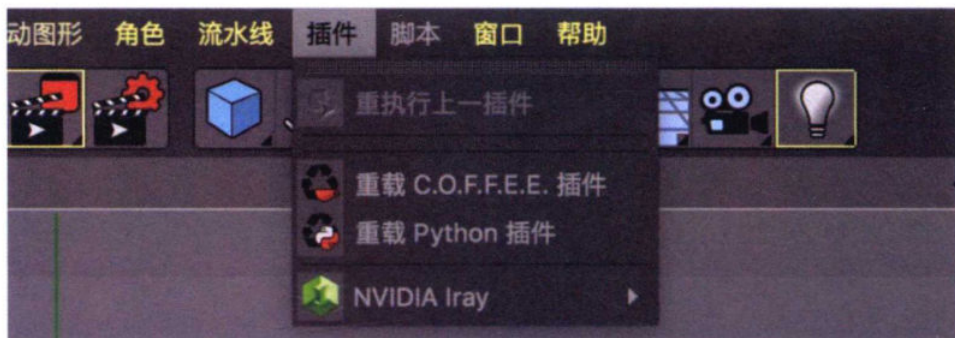 动图形 角色 流水线 插件 脚本 窗口 帮助
重执行上一插件
重载 C.O.F.F.E.E. 插件
重载 Python 插件
NVIDIA Iray